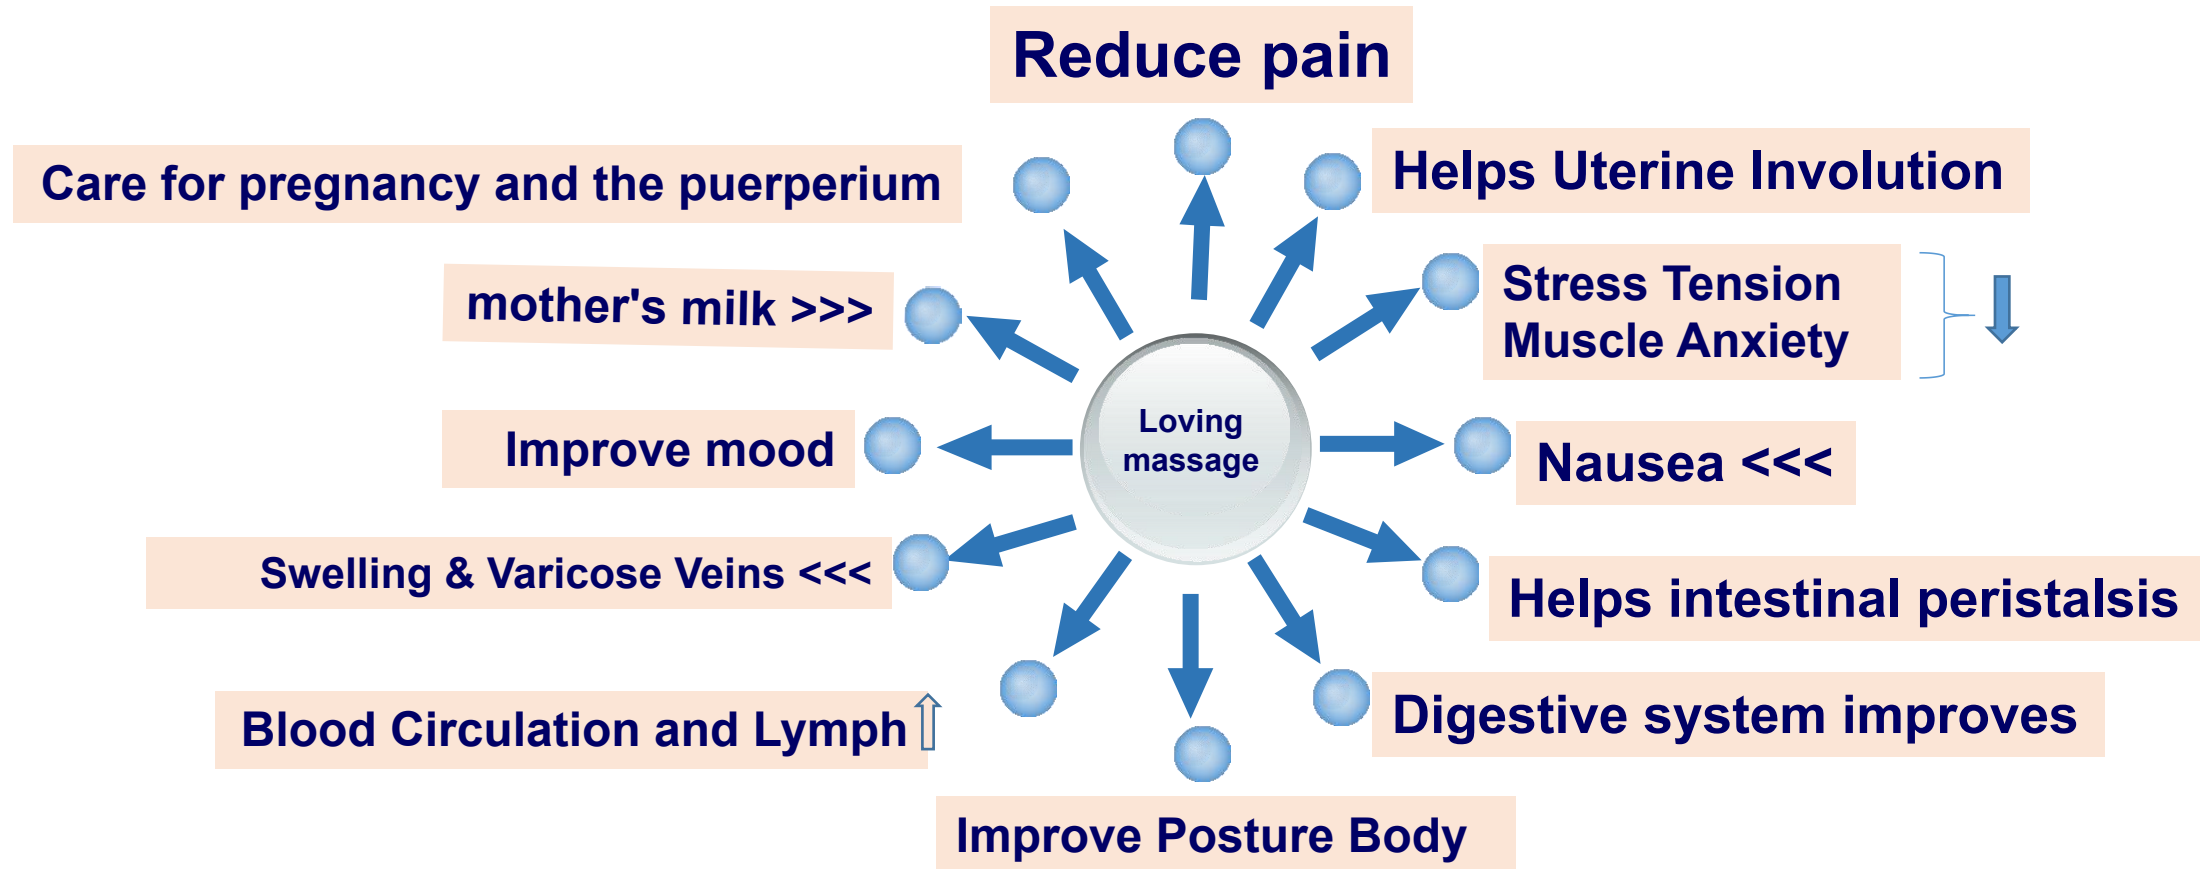 Reduce pain
Care for pregnancy and the puerperium
Helps Uterine Involution
mother's milk >>>
Stress Tension
Muscle Anxiety
Loving
massage
Improve mood
Nausea <<<
Swelling & Varicose Veins <<<
Helps intestinal peristalsis
Blood Circulation and Lymph
Digestive system improves
Improve Posture Body